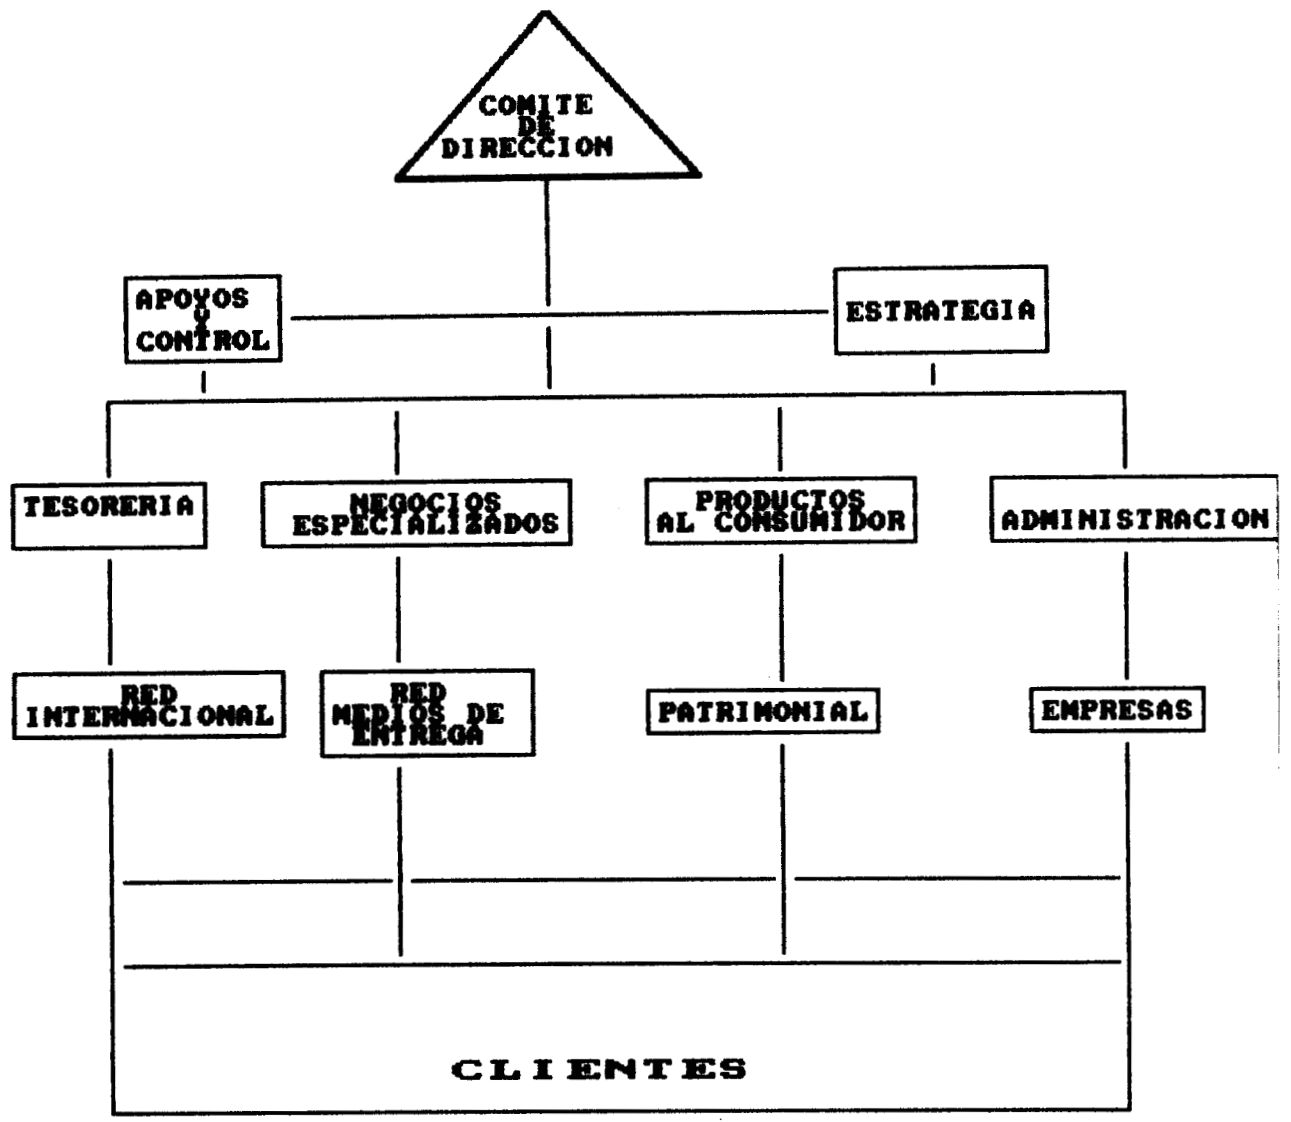 COMITE
DE
DIRECCION
APOYOS
Y
CONTROL
ESTRATEGIA
TESORERIA
NEGOCIOS
ESPECIALIZADOS
PRODUCTOS
AL CONSUMIDOR
ADMINISTRACION
RED
INTERNACIONAL
RED
MEDIOS DE
ENTREGA
PATRIMONIAL
EMPRESAS
CLIENTES